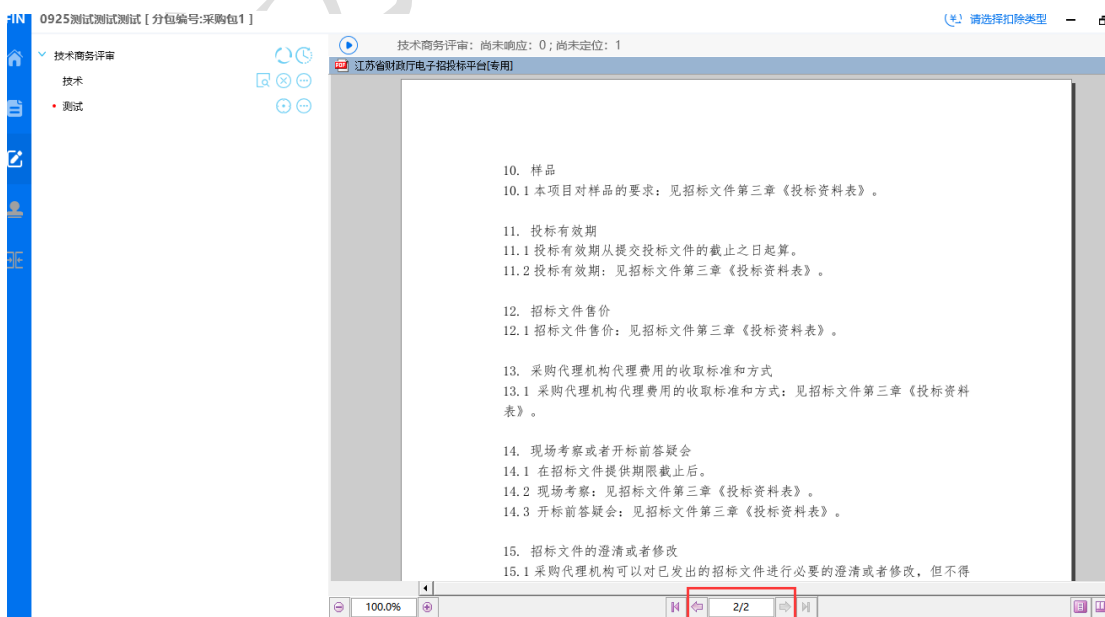 FIN
0925测试测试测试 [ 分包编号:采购包1 ]
请选择扣除类型
技术商务评审
技术
测试
技术商务评审：尚未响应：0 ; 尚未定位：1
江苏省财政厅电子招投标平台[专用]
10. 样品
10.1 本项目对样品的要求：见招标文件第三章《投标资料表》。
11. 投标有效期
11.1 投标有效期从提交投标文件的截止之日起算。
11.2 投标有效期：见招标文件第三章《投标资料表》。
12. 招标文件售价
12.1 招标文件售价：见招标文件第三章《投标资料表》。
13. 采购代理机构代理费用的收取标准和方式
13.1 采购代理机构代理费用的收取标准和方式：见招标文件第三章《投标资料
表》。
14. 现场考察或者开标前答疑会
14.1 在招标文件提供期限截止后。
14.2 现场考察：见招标文件第三章《投标资料表》。
14.3 开标前答疑会：见招标文件第三章《投标资料表》。
15. 招标文件的澄清或者修改
15.1 采购代理机构可以对已发出的招标文件进行必要的澄清或者修改，但不得
100.0%
2/2